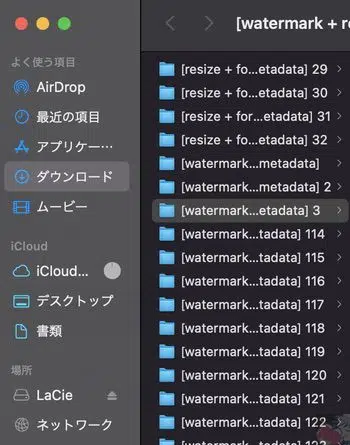 [watermark + r
よく使う項目
AirDrop
最近の項目
アプリケー…
ダウンロード
ムービー
iCloud
iCloud…
デスクトップ
書類
場所
LaCie
ネットワーク
[resize + fo…etadata] 29
[resize + fo…etadata] 30
[resize + for…etadata] 31
[resize + fo…etadata] 32
[watermark…metadata]
[watermark…metadata] 2
[watermark…etadata] 3
[watermark…tadata] 114
[watermark…tadata] 115
[watermark…tadata] 116
[watermark…tadata] 117
[watermark…tadata] 118
[watermark…tadata] 119
[watermark…tadata] 120
[watermark…tadata] 121
[watermark…tadata] 122